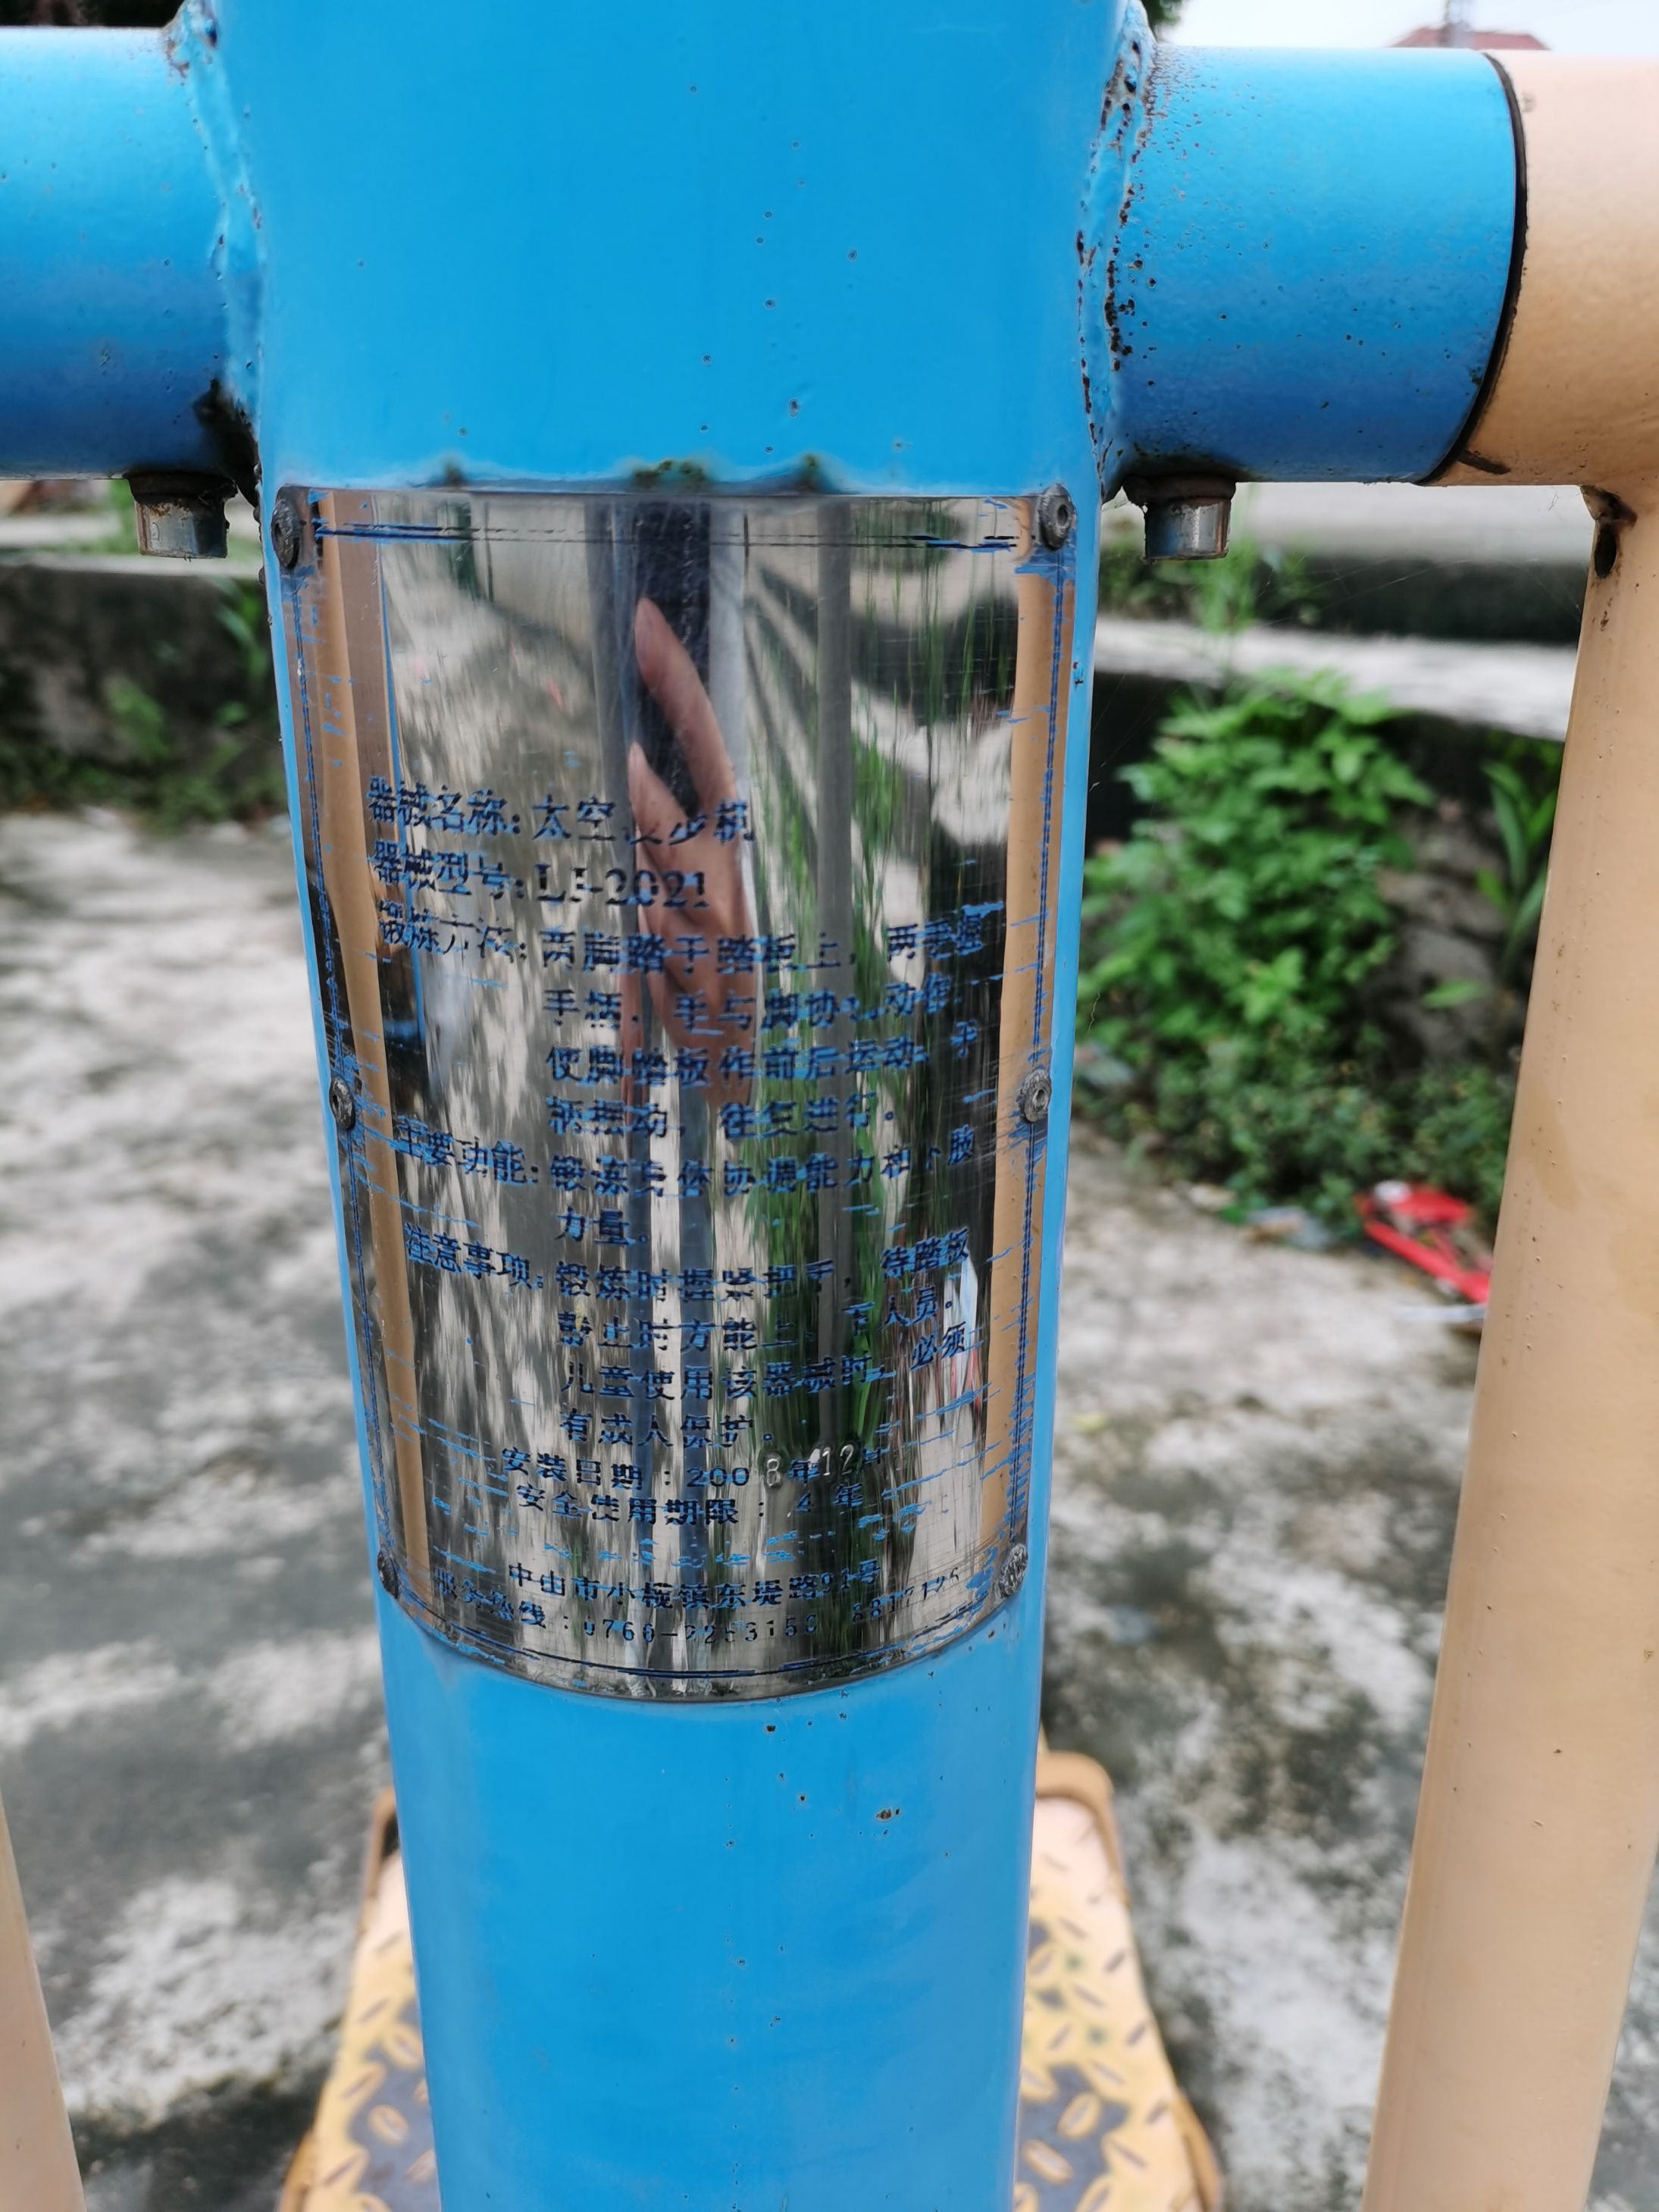 器械名称:太空漫步机
器械型号:LJ-2021
锻炼方法:两脚踏于踏板上,两手握
手柄,手与脚协 动作
使脚踏板作前后运动 手
柄摆动,往复进行。
主要功能:锻炼身体协调能力和下肢
力量。
注意事项:锻炼时握紧把手,待踏板
静止时方能上、下人员。
儿童使用该器械时,必须
有成人保护。
安装日期:2008年12月
安全使用期限:4年
中山市小榄镇东堤路91号
服务热线:0760-